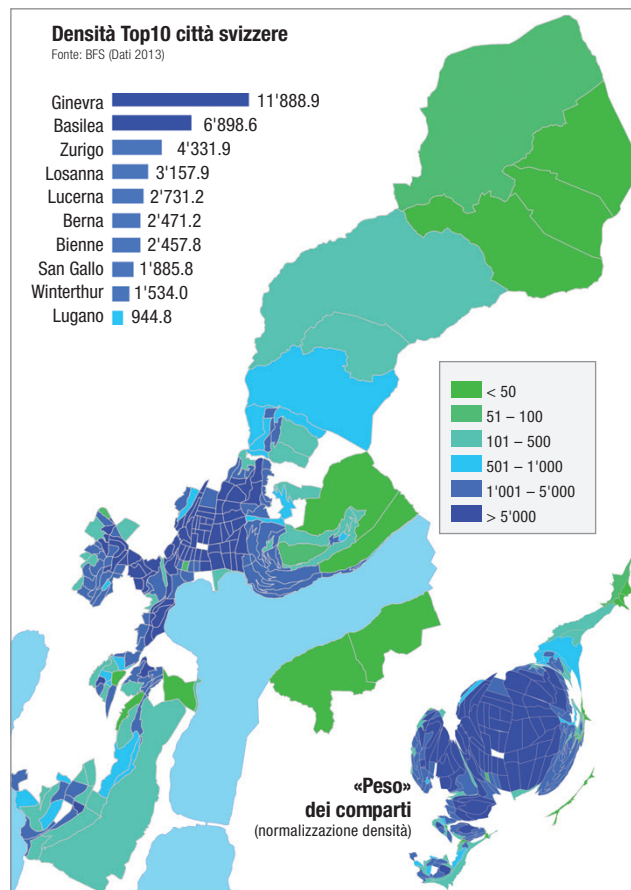 Densità Top10 città svizzere
Fonte: BFS (Dati 2013)
Ginevra 11'888.9
Basilea 6'898.6
Zurigo 4'331.9
Losanna 3'157.9
Lucerna 2'731.2
Berna 2'471.2
Bienne 2'457.8
San Gallo 1'885.8
Winterthur 1'534.0
Lugano 944.8
< 50
51 – 100
101 – 500
501 – 1'000
1'001 – 5'000
> 5'000
«Peso»
dei comparti
(normalizzazione densità)